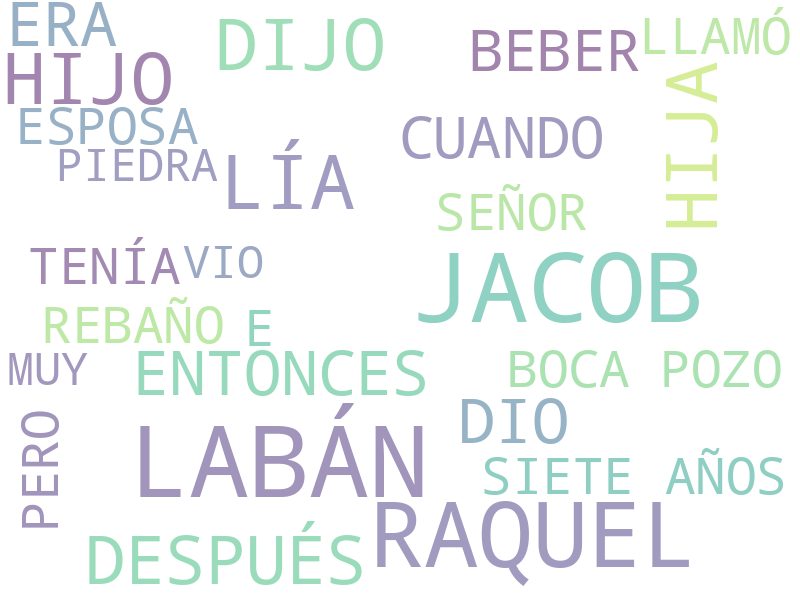 ERA
DIJO
BEBER
LLAMÓ
HIJO
ESPOSA
CUANDO
HIJA
PIEDRA
LÍA
SEÑOR
TENÍA
VIO
JACOB
REBAÑO
E
MUY
ENTONCES
BOCA
POZO
PERO
DIO
LABÁN
SIETE AÑOS
RAQUEL
DESPUÉS